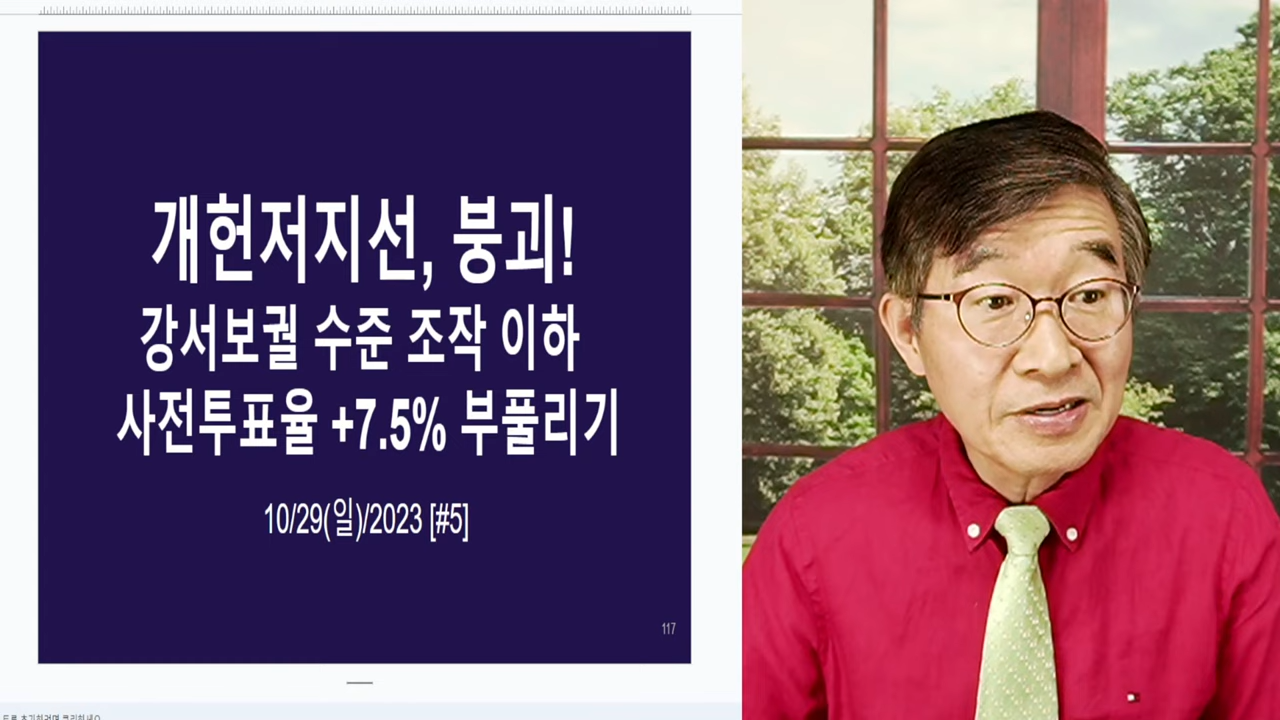 개헌저지선, 붕괴!
강서보궐 수준 조작 이하
사전투표율 +7.5% 부풀리기
10/29(일)/2023 [#5]
117